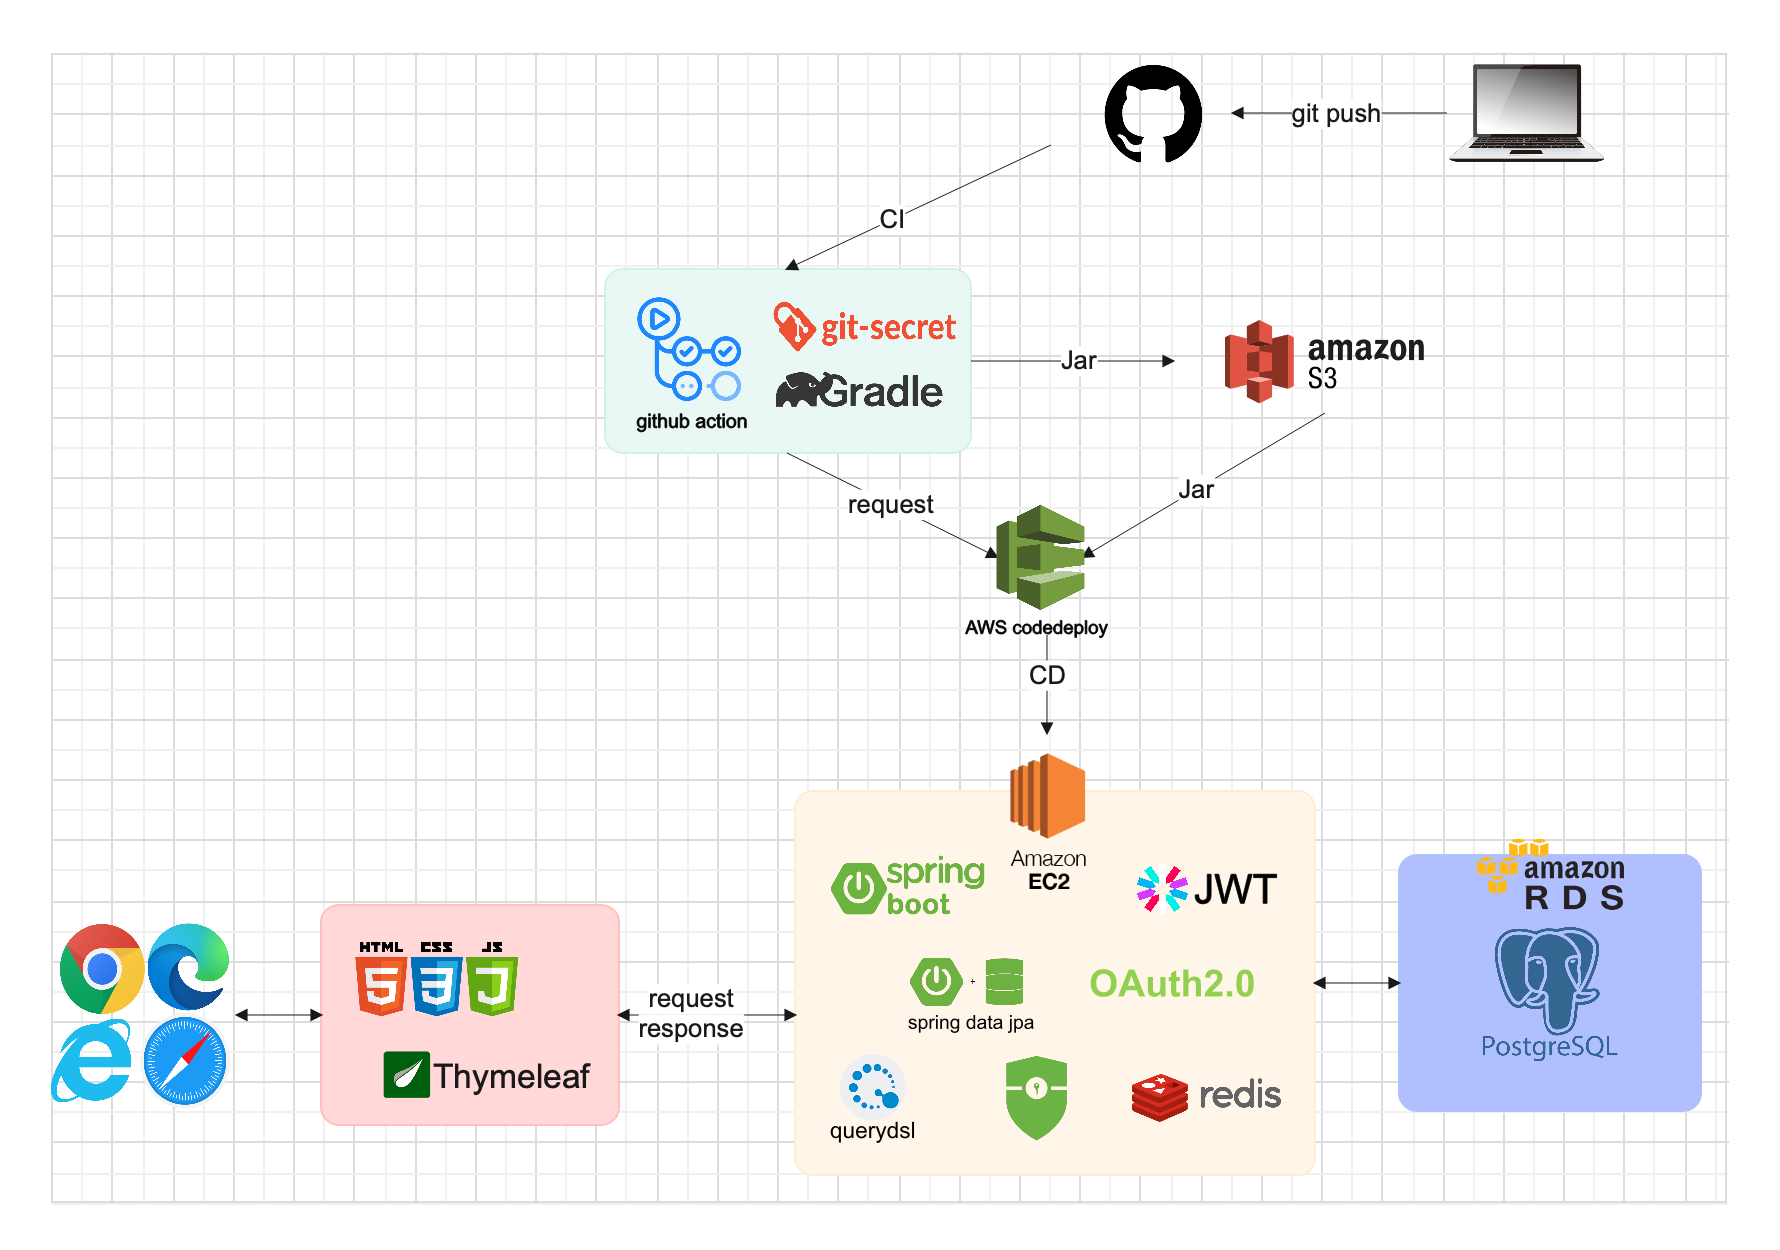 git push
CI
git-secret
Gradle
github action
Jar
amazon
S3
request
Jar
AWS codedeploy
CD
Amazon
EC2
spring
boot
JWT
amazon
RDS
HTML CSS JS
request
response
OAuth2.0
+
spring data jpa
PostgreSQL
Thymeleaf
redis
querydsl